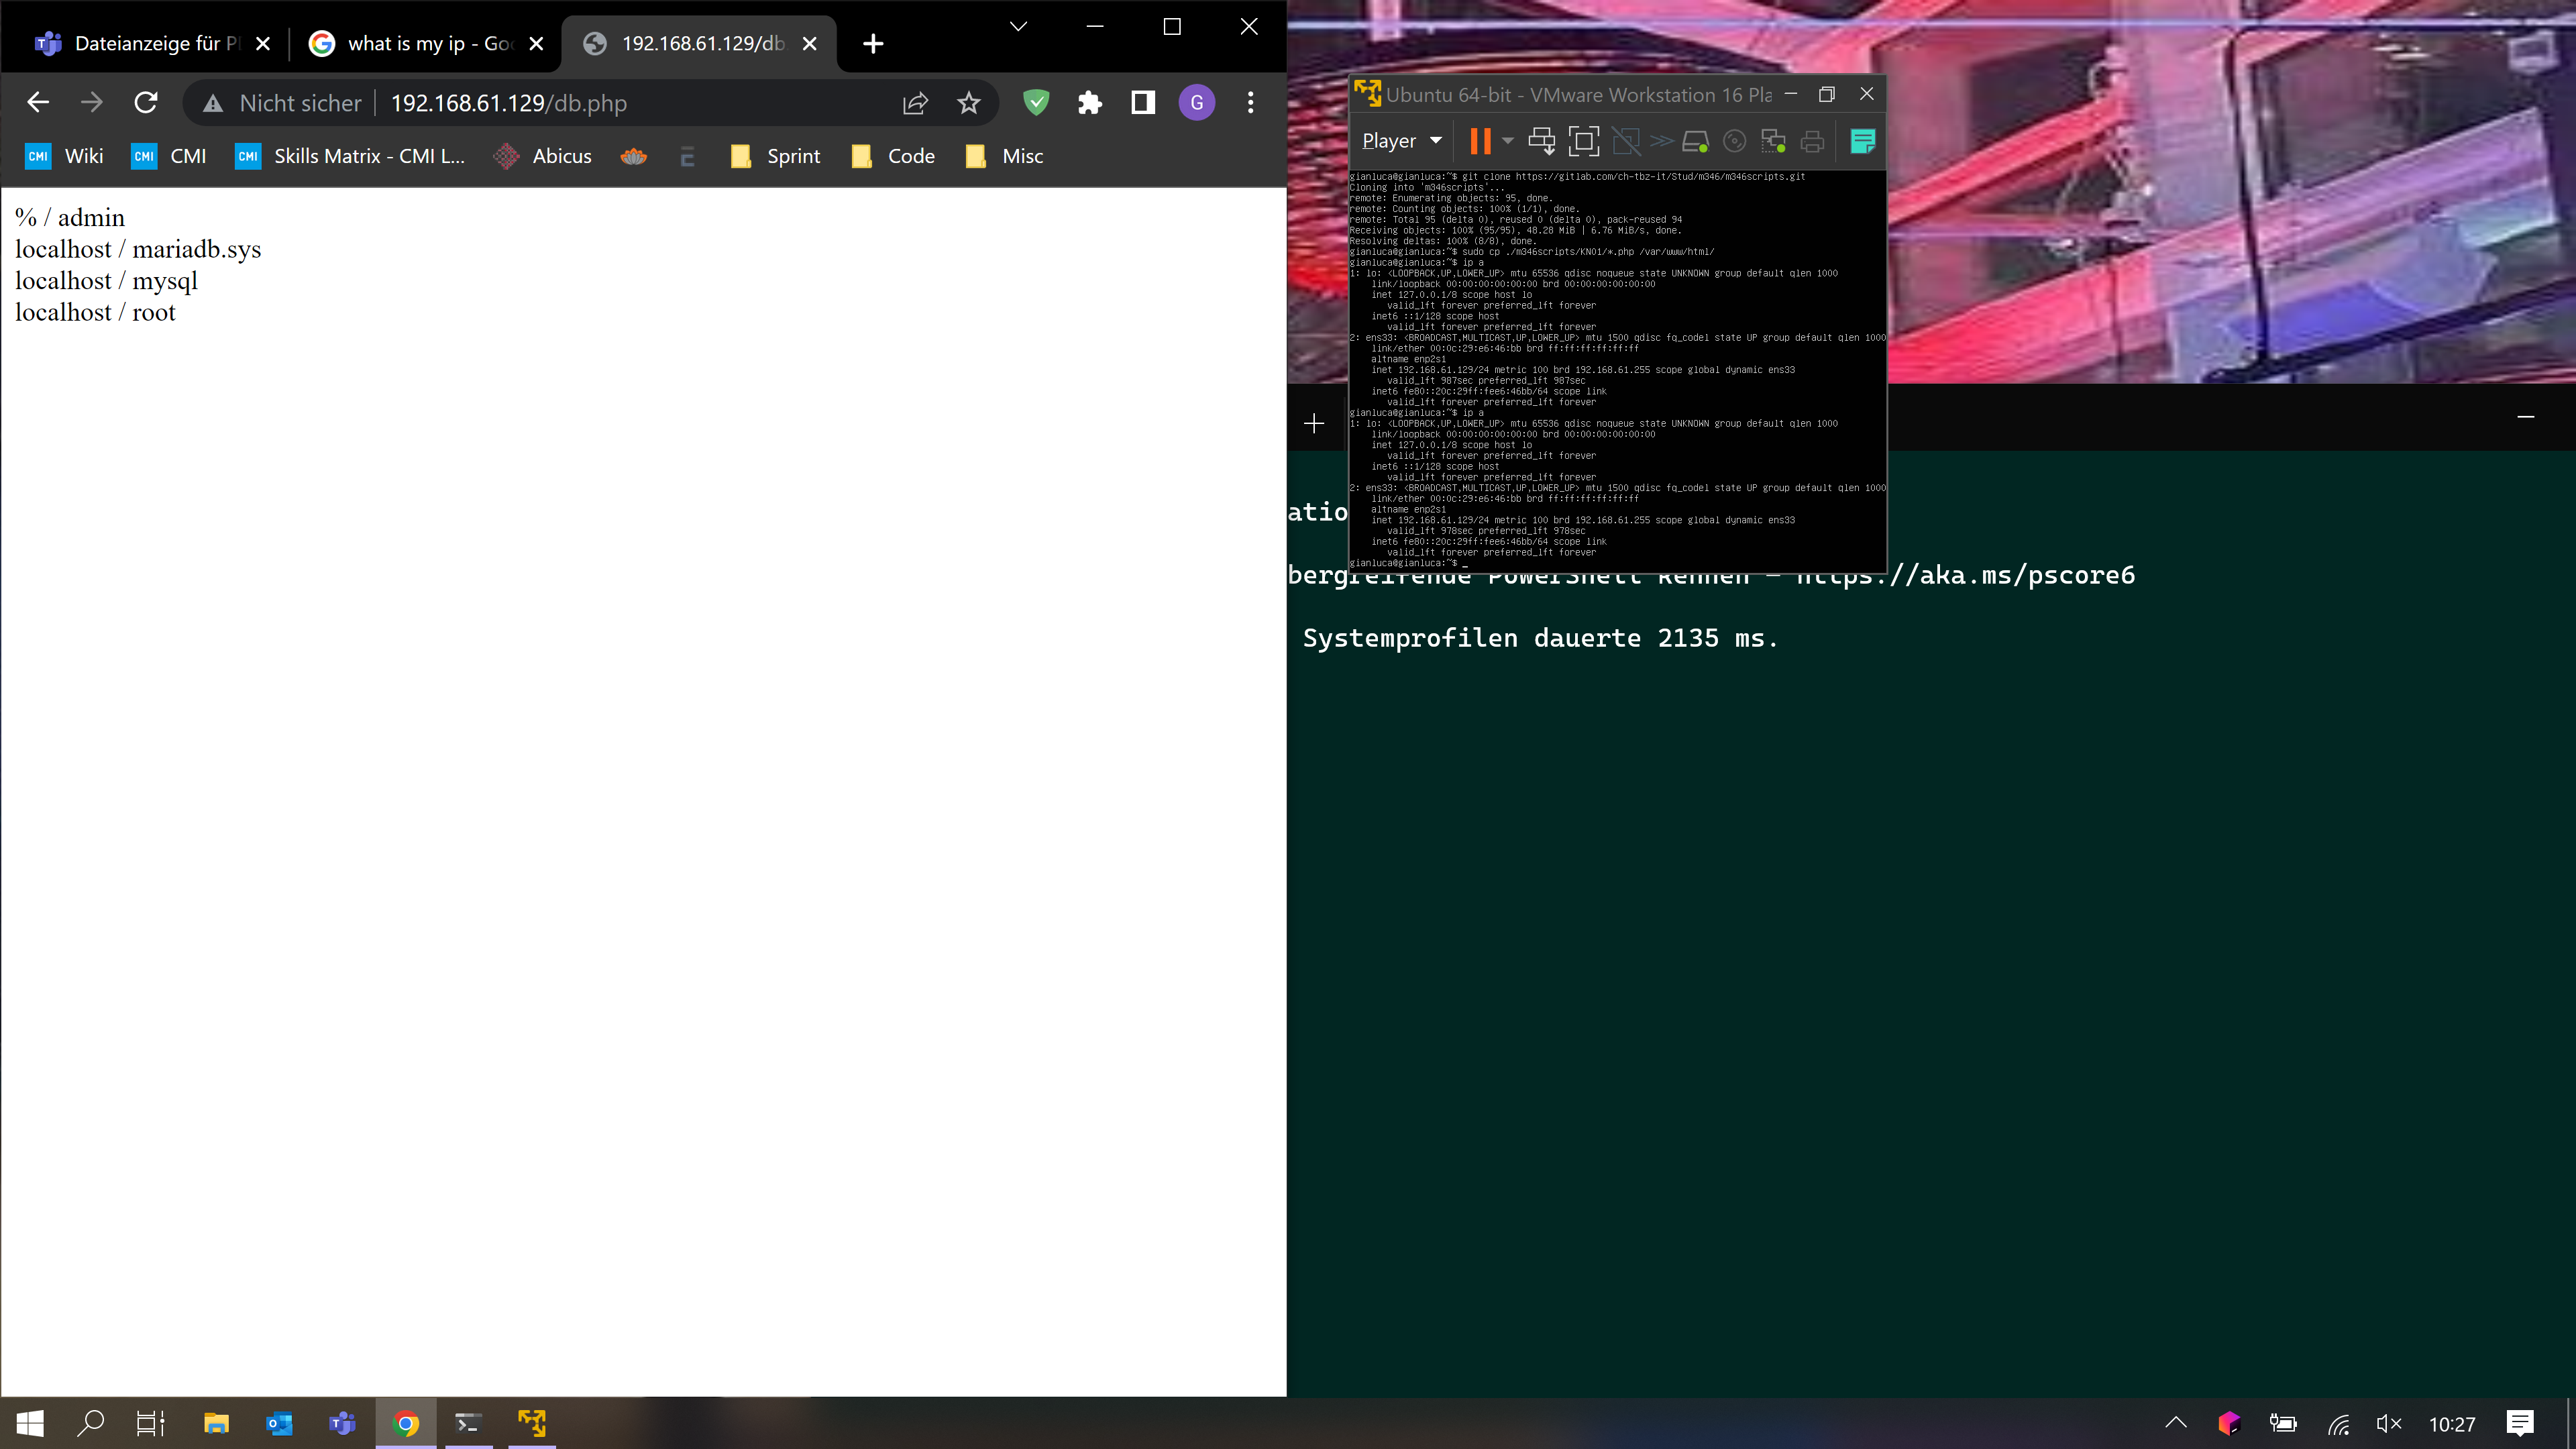 Dateianzeige für Pl
what is my ip - Goo
192.168.61.129/db.
Nicht sicher
192.168.61.129/db.php
G
CMI Wiki
CMI CMI
CMI Skills Matrix - CMI L...
Abicus
Sprint
Code
Misc
% / admin
localhost / mariadb.sys
localhost / mysql
localhost / root
Ubuntu 64-bit - VMware Workstation 16 Pla
Player
gianluca@gianluca:~$ git clone https://gitlab.com/ch-tbz-it/Stud/m346/m346scripts.git
Cloning into 'm346scripts'...
remote: Enumerating objects: 95, done.
remote: Counting objects: 100% (1/1), done.
remote: Total 95 (delta 0), reused 0 (delta 0), pack-reused 94
Receiving objects: 100% (95/95), 48.28 MiB | 6.76 MiB/s, done.
Resolving deltas: 100% (8/8), done.
gianluca@gianluca:~$ sudo cp ./m346scripts/KN01/*.php /var/www/html/
gianluca@gianluca:~$ ip a
1: lo: <LOOPBACK,UP,LOWER_UP> mtu 65536 qdisc noqueue state UNKNOWN group default qlen 1000
link/loopback 00:00:00:00:00:00 brd 00:00:00:00:00:00
inet 127.0.0.1/8 scope host lo
valid_lft forever preferred_lft forever
inet6 ::1/128 scope host
valid_lft forever preferred_lft forever
2: ens33: <BROADCAST,MULTICAST,UP,LOWER_UP> mtu 1500 qdisc fq_codel state UP group default qlen 1000
link/ether 00:0c:29:e6:46:bb brd ff:ff:ff:ff:ff:ff
altname enp2s1
inet 192.168.61.129/24 metric 100 brd 192.168.61.255 scope global dynamic ens33
valid_lft 987sec preferred_lft 987sec
inet6 fe80::20c:29ff:fee6:46bb/64 scope link
valid_lft forever preferred_lft forever
gianluca@gianluca:~$ ip a
1: lo: <LOOPBACK,UP,LOWER_UP> mtu 65536 qdisc noqueue state UNKNOWN group default qlen 1000
link/loopback 00:00:00:00:00:00 brd 00:00:00:00:00:00
inet 127.0.0.1/8 scope host lo
valid_lft forever preferred_lft forever
inet6 ::1/128 scope host
valid_lft forever preferred_lft forever
2: ens33: <BROADCAST,MULTICAST,UP,LOWER_UP> mtu 1500 qdisc fq_codel state UP group default qlen 1000
link/ether 00:0c:29:e6:46:bb brd ff:ff:ff:ff:ff:ff
altname enp2s1
inet 192.168.61.129/24 metric 100 brd 192.168.61.255 scope global dynamic ens33
valid_lft 978sec preferred_lft 978sec
inet6 fe80::20c:29ff:fee6:46bb/64 scope link
valid_lft forever preferred_lft forever
gianluca@gianluca:~$ _
atio
bergreifende PowerShell kennen – https://aka.ms/pscore6
Systemprofilen dauerte 2135 ms.
10:27